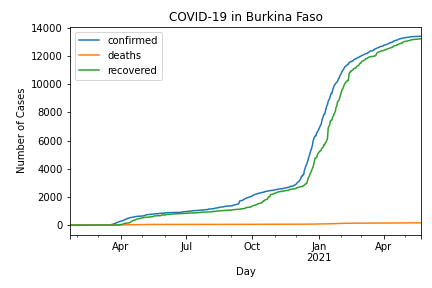 COVID-19 in Burkina Faso
confirmed
deaths
recovered
14000
12000
10000
8000
6000
4000
2000
0
Number of Cases
Apr
Jul
Oct
Jan
2021
Apr
Day